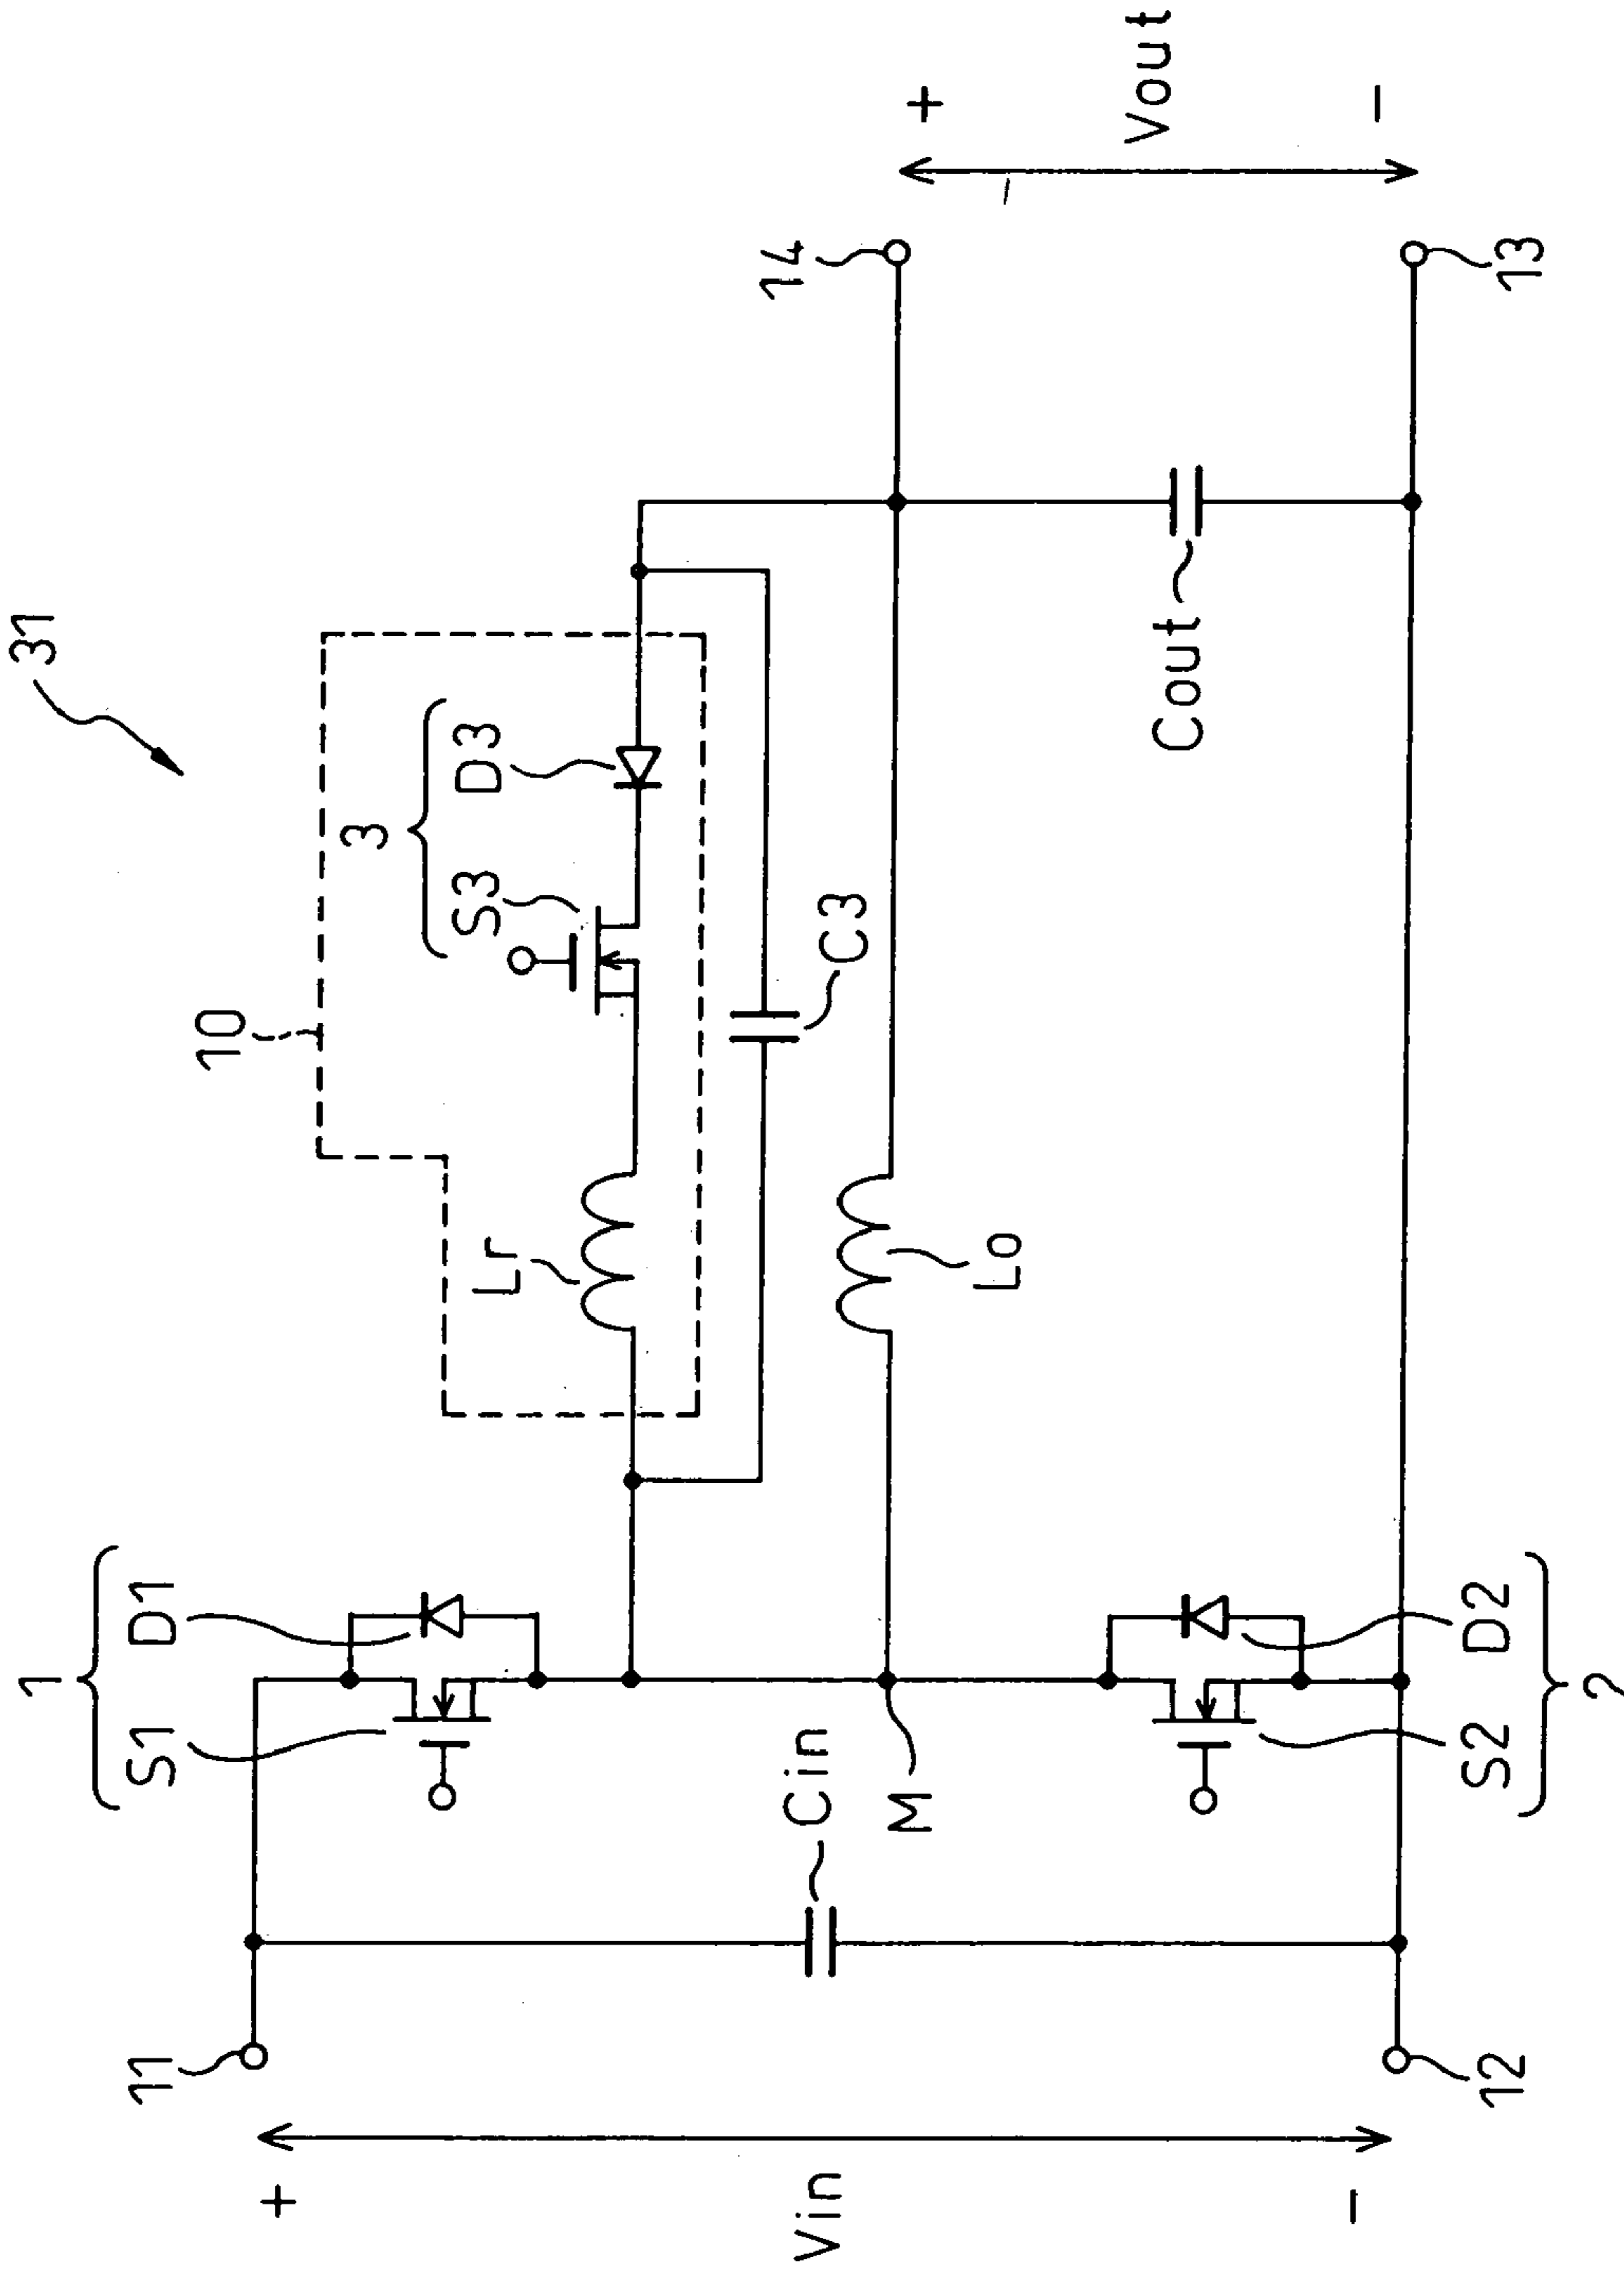 31
10
3
S3
D3
Lr
C3
Lo
1
S1
D1
11
+
Vin
−
12
Cin
M
S2
D2
2
Cout
14
+
Vout
−
13